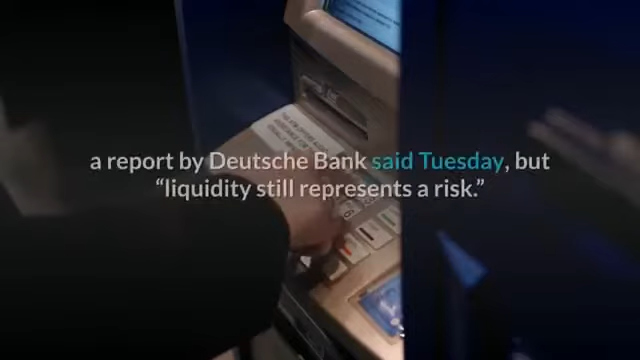 a report by Deutsche Bank said Tuesday, but
“liquidity still represents a risk.”